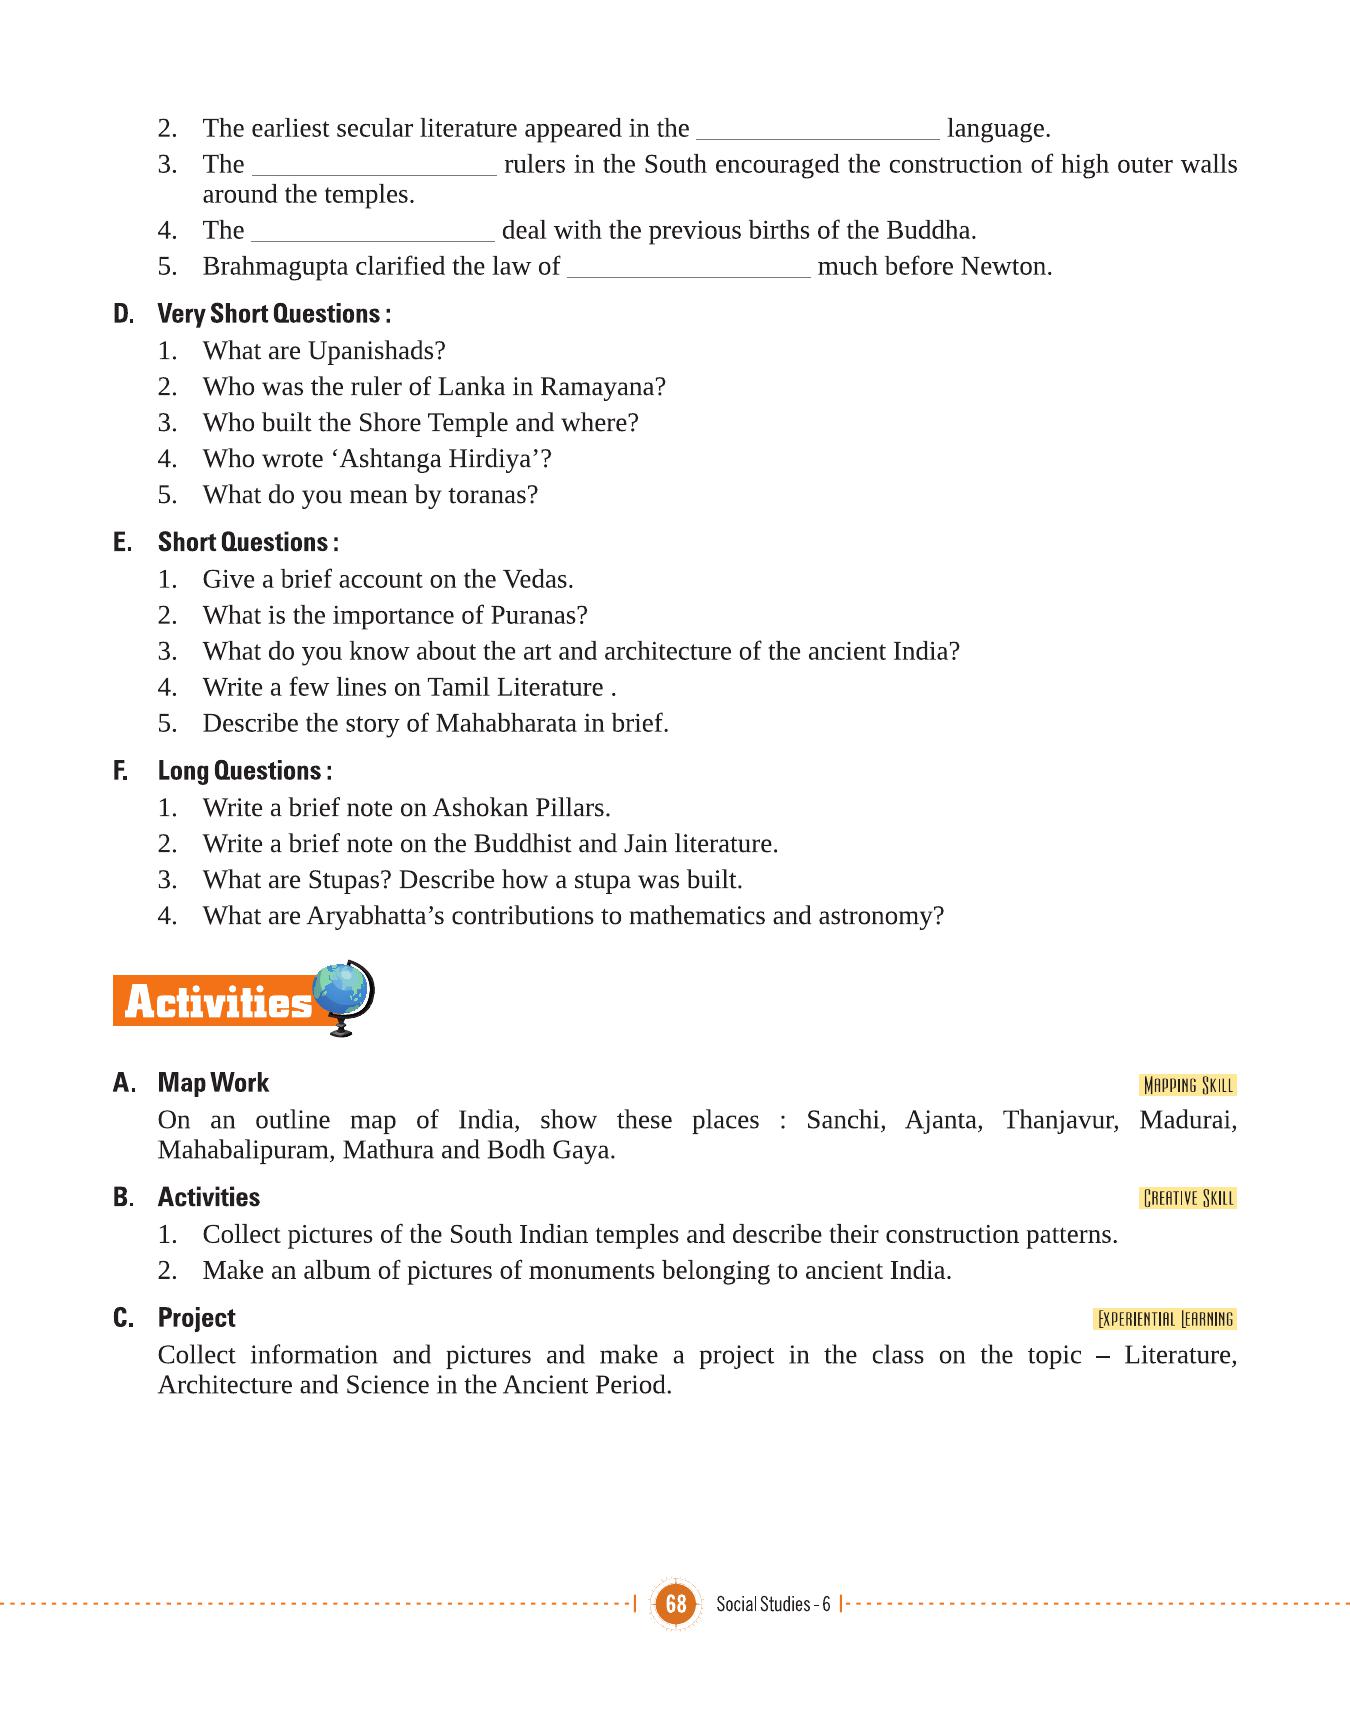 2. The earliest secular literature appeared in the ____________________ language.
3. The ____________________ rulers in the South encouraged the construction of high outer walls
around the temples.
4. The ____________________ deal with the previous births of the Buddha.
5. Brahmagupta clarified the law of ____________________ much before Newton.
D. Very Short Questions :
1. What are Upanishads?
2. Who was the ruler of Lanka in Ramayana?
3. Who built the Shore Temple and where?
4. Who wrote ‘Ashtanga Hirdiya’?
5. What do you mean by toranas?
E. Short Questions :
1. Give a brief account on the Vedas.
2. What is the importance of Puranas?
3. What do you know about the art and architecture of the ancient India?
4. Write a few lines on Tamil Literature .
5. Describe the story of Mahabharata in brief.
F. Long Questions :
1. Write a brief note on Ashokan Pillars.
2. Write a brief note on the Buddhist and Jain literature.
3. What are Stupas? Describe how a stupa was built.
4. What are Aryabhatta’s contributions to mathematics and astronomy?
Activities
A. Map Work MAPPING SKILL
On an outline map of India, show these places : Sanchi, Ajanta, Thanjavur, Madurai,
Mahabalipuram, Mathura and Bodh Gaya.
B. Activities CREATIVE SKILL
1. Collect pictures of the South Indian temples and describe their construction patterns.
2. Make an album of pictures of monuments belonging to ancient India.
C. Project EXPERIENTIAL LEARNING
Collect information and pictures and make a project in the class on the topic – Literature,
Architecture and Science in the Ancient Period.
68 Social Studies - 6